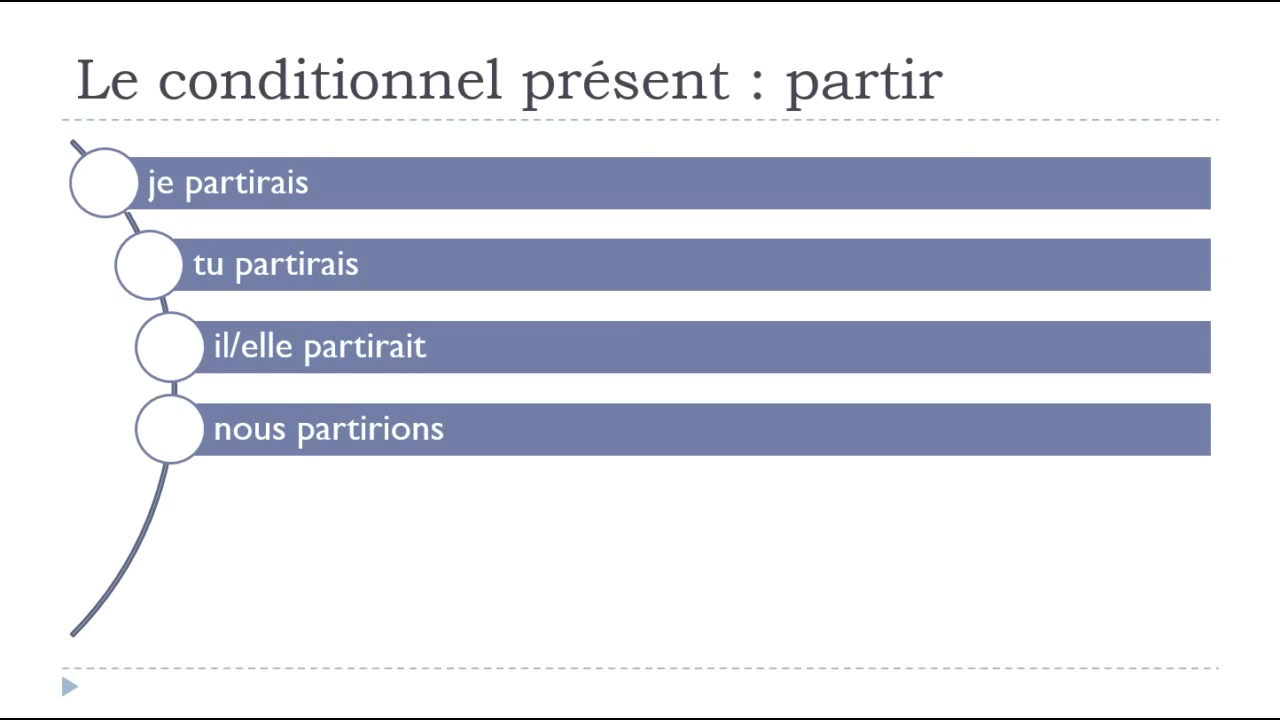 Le conditionnel présent : partir
je partirais
tu partirais
il/elle partirait
nous partirions